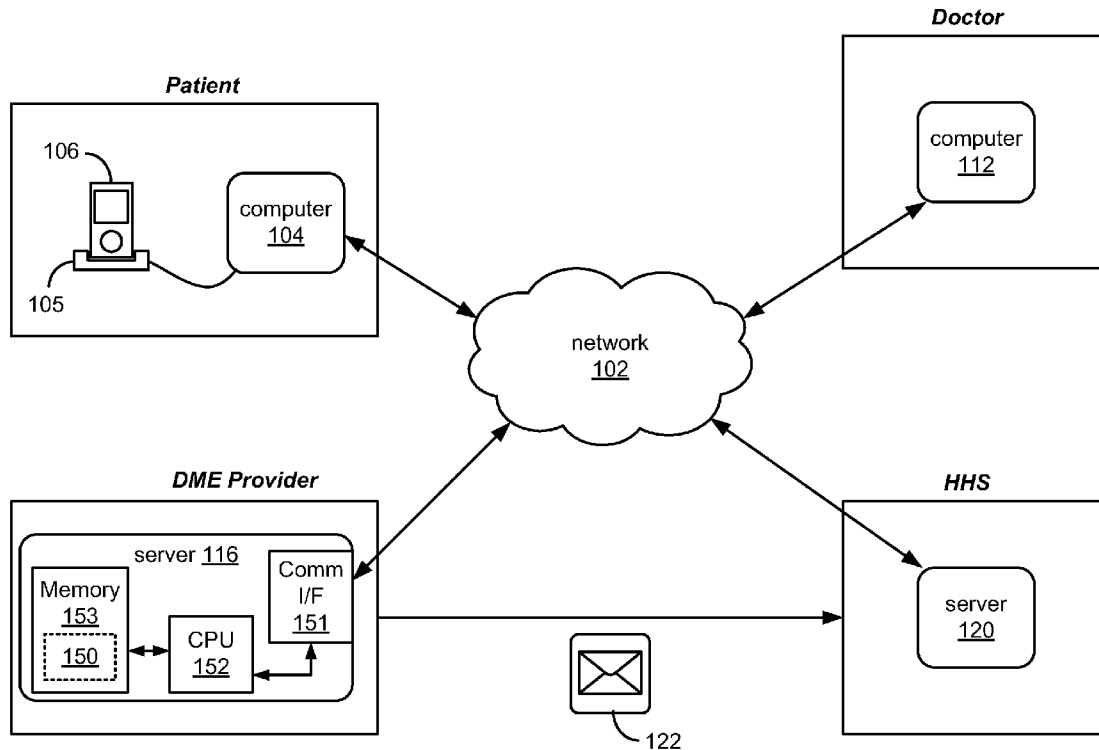 Doctor
computer
112
Patient
106
computer
104
105
network
102
DME Provider
server 116
Memory
153
150
CPU
152
Comm
I/F
151
122
HHS
server
120